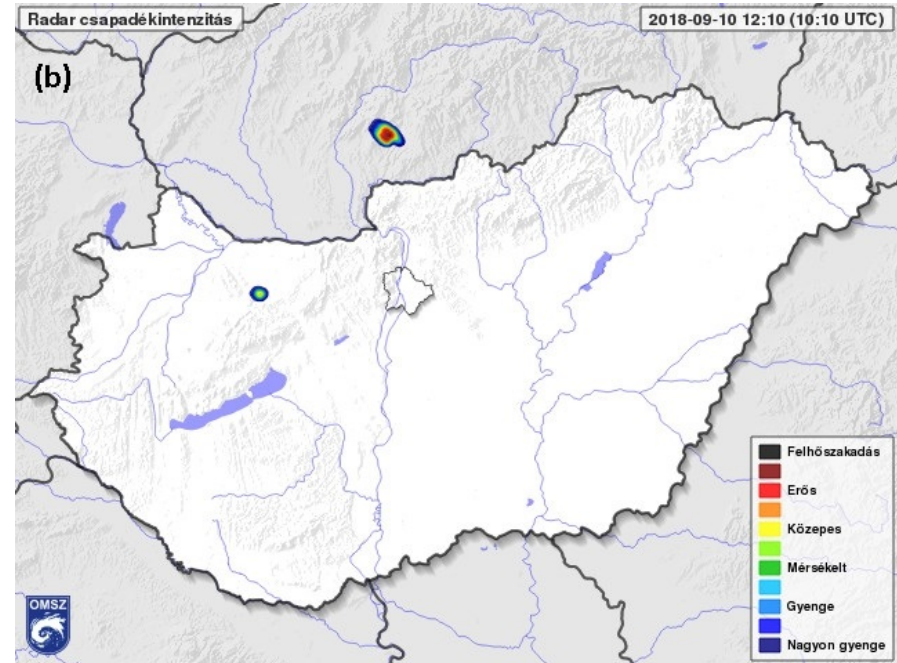 Radar csapadékintenzitás
2018-09-10 12:10 (10:10 UTC)
(b)
Felhőszakadás
Erős
Közepes
Mérsékelt
Gyenge
Nagyon gyenge
OMSZ